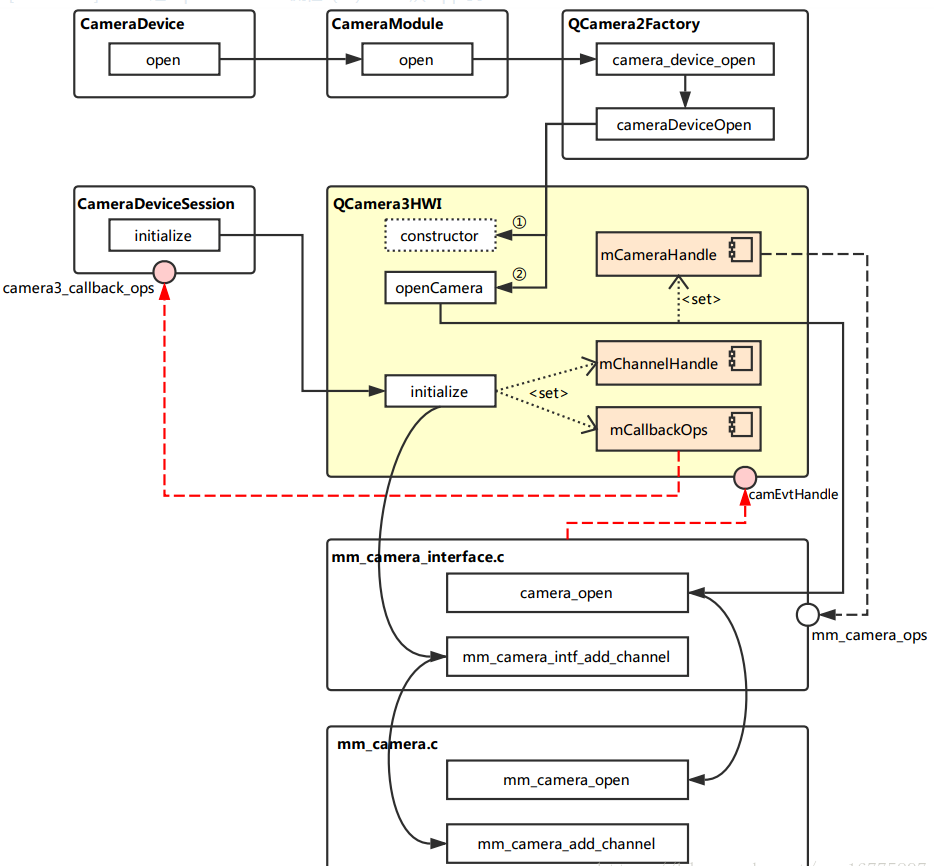 CameraDevice
open
CameraModule
open
QCamera2Factory
camera_device_open
cameraDeviceOpen
CameraDeviceSession
initialize
camera3_callback_ops
QCamera3HWI
constructor
①
openCamera
②
mCameraHandle
<set>
mChannelHandle
initialize
<set>
mCallbackOps
camEvtHandle
mm_camera_interface.c
camera_open
mm_camera_ops
mm_camera_intf_add_channel
mm_camera.c
mm_camera_open
mm_camera_add_channel